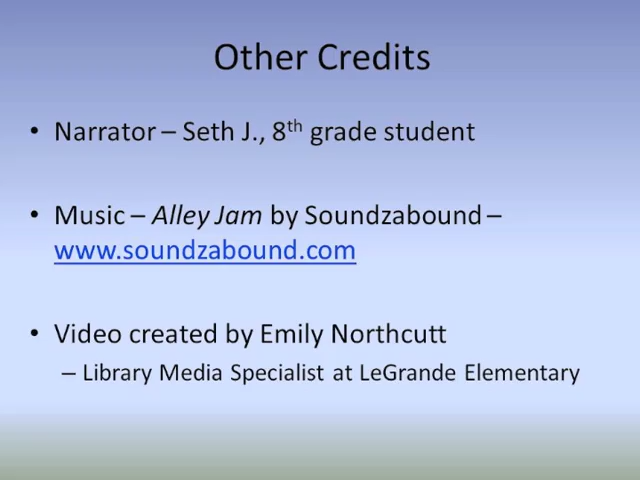 Other Credits
• Narrator – Seth J., 8th grade student
• Music – Alley Jam by Soundzabound –
www.soundzabound.com
• Video created by Emily Northcutt
– Library Media Specialist at LeGrande Elementary